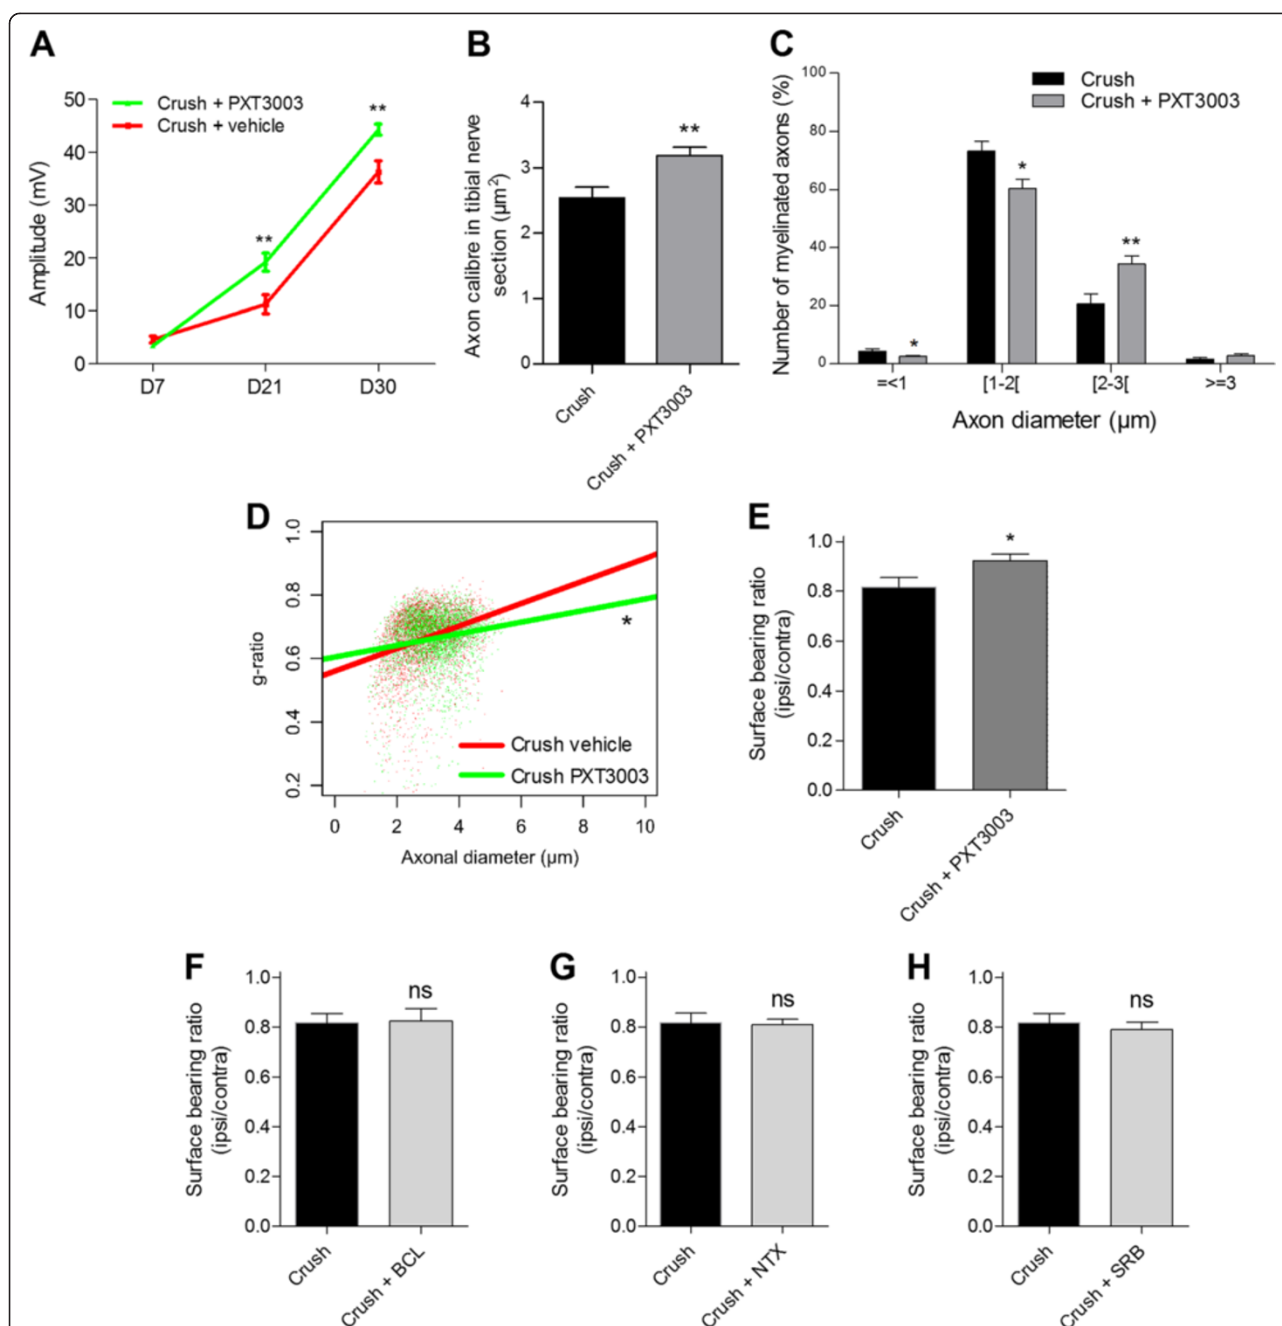 A
Crush + PXT3003
Crush + vehicle
Amplitude (mV)
50
40
30
20
10
0
**
**
D7
D21
D30
B
Axon calibre in tibial nerve
section (µm²)
4
3
2
1
0
**
Crush
Crush + PXT3003
C
Number of myelinated axons (%)
100
80
60
40
20
0
Crush
Crush + PXT3003
*
*
**
=<1
[1-2[
[2-3[
>=3
Axon diameter (µm)
D
g-ratio
1.0
0.8
0.6
0.4
0.2
*
Crush vehicle
Crush PXT3003
0
2
4
6
8
10
Axonal diameter (µm)
E
Surface bearing ratio
(ipsi/contra)
1.0
0.8
0.6
0.4
0.2
0.0
*
Crush
Crush + PXT3003
F
Surface bearing ratio
(ipsi/contra)
1.0
0.8
0.6
0.4
0.2
0.0
ns
Crush
Crush + BCL
G
Surface bearing ratio
(ipsi/contra)
1.0
0.8
0.6
0.4
0.2
0.0
ns
Crush
Crush + NTX
H
Surface bearing ratio
(ipsi/contra)
1.0
0.8
0.6
0.4
0.2
0.0
ns
Crush
Crush + SRB